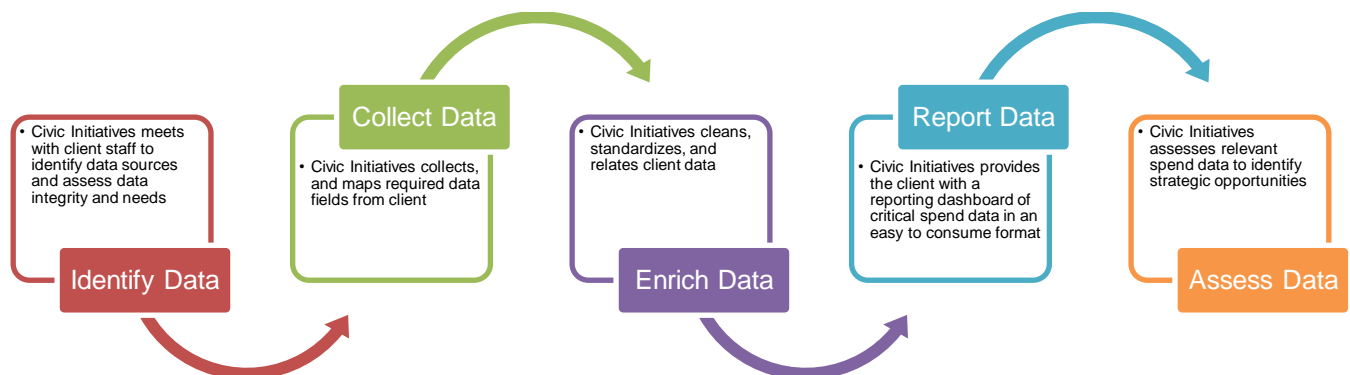 • Civic Initiatives meets
with client staff to
identify data sources
and assess data
integrity and needs
Identify Data
Collect Data
• Civic Initiatives collects,
and maps required data
fields from client
• Civic Initiatives cleans,
standardizes, and
relates client data
Enrich Data
Report Data
• Civic Initiatives provides
the client with a
reporting dashboard of
critical spend data in an
easy to consume format
• Civic Initiatives
assesses relevant
spend data to identify
strategic opportunities
Assess Data